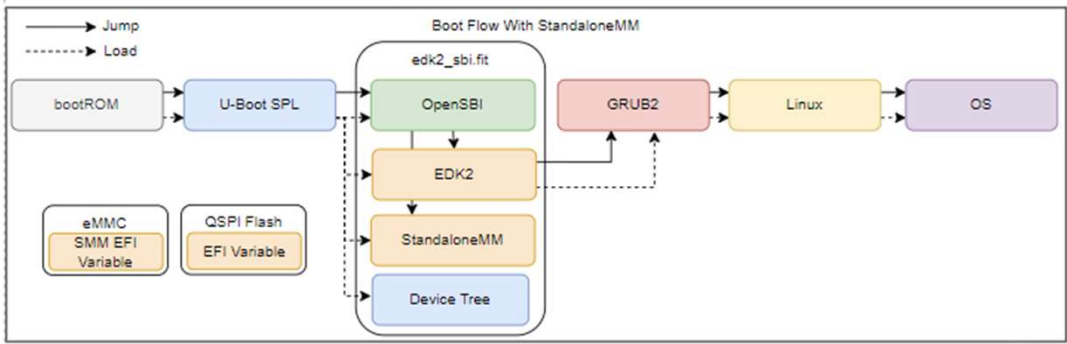 Jump
Load
Boot Flow With StandaloneMM
edk2_sbi.fit
bootROM
U-Boot SPL
OpenSBI
GRUB2
Linux
OS
EDK2
eMMC
SMM EFI
Variable
QSPI Flash
EFI Variable
StandaloneMM
Device Tree